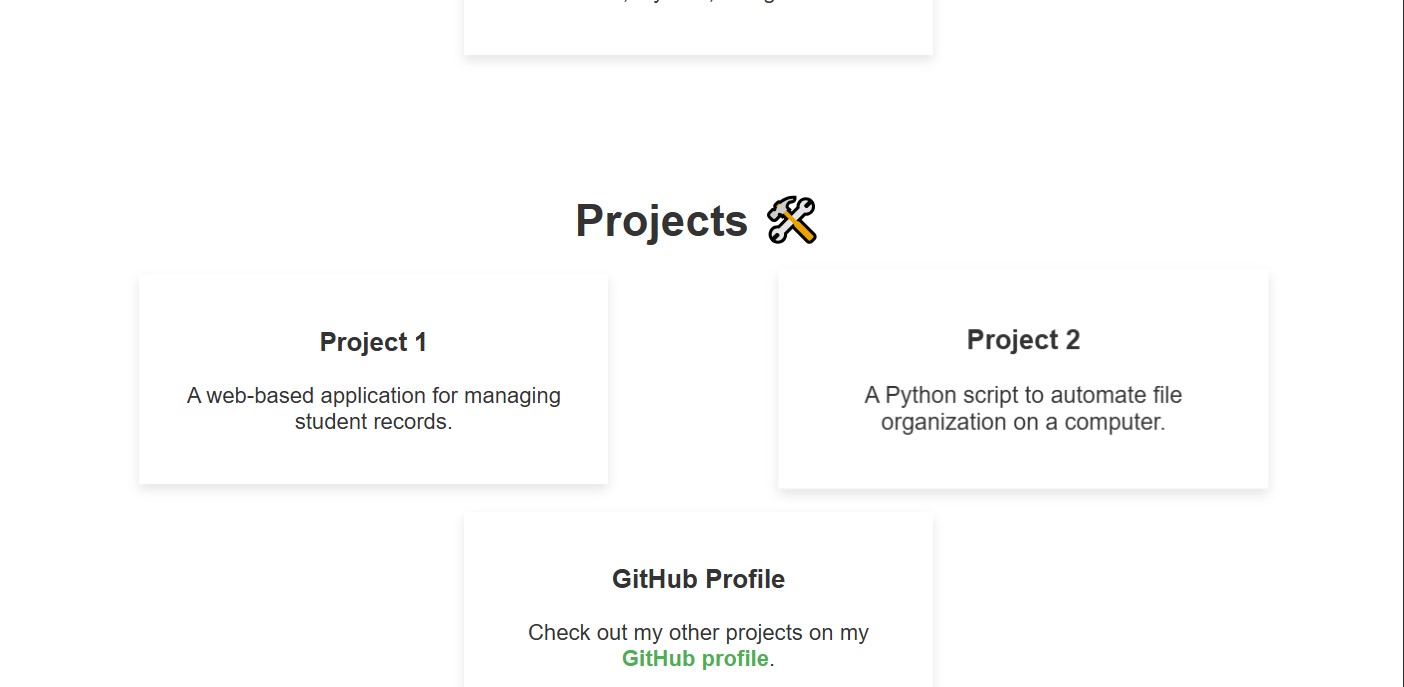 Projects 🛠
Project 1
A web-based application for managing
student records.
Project 2
A Python script to automate file
organization on a computer.
GitHub Profile
Check out my other projects on my
GitHub profile.